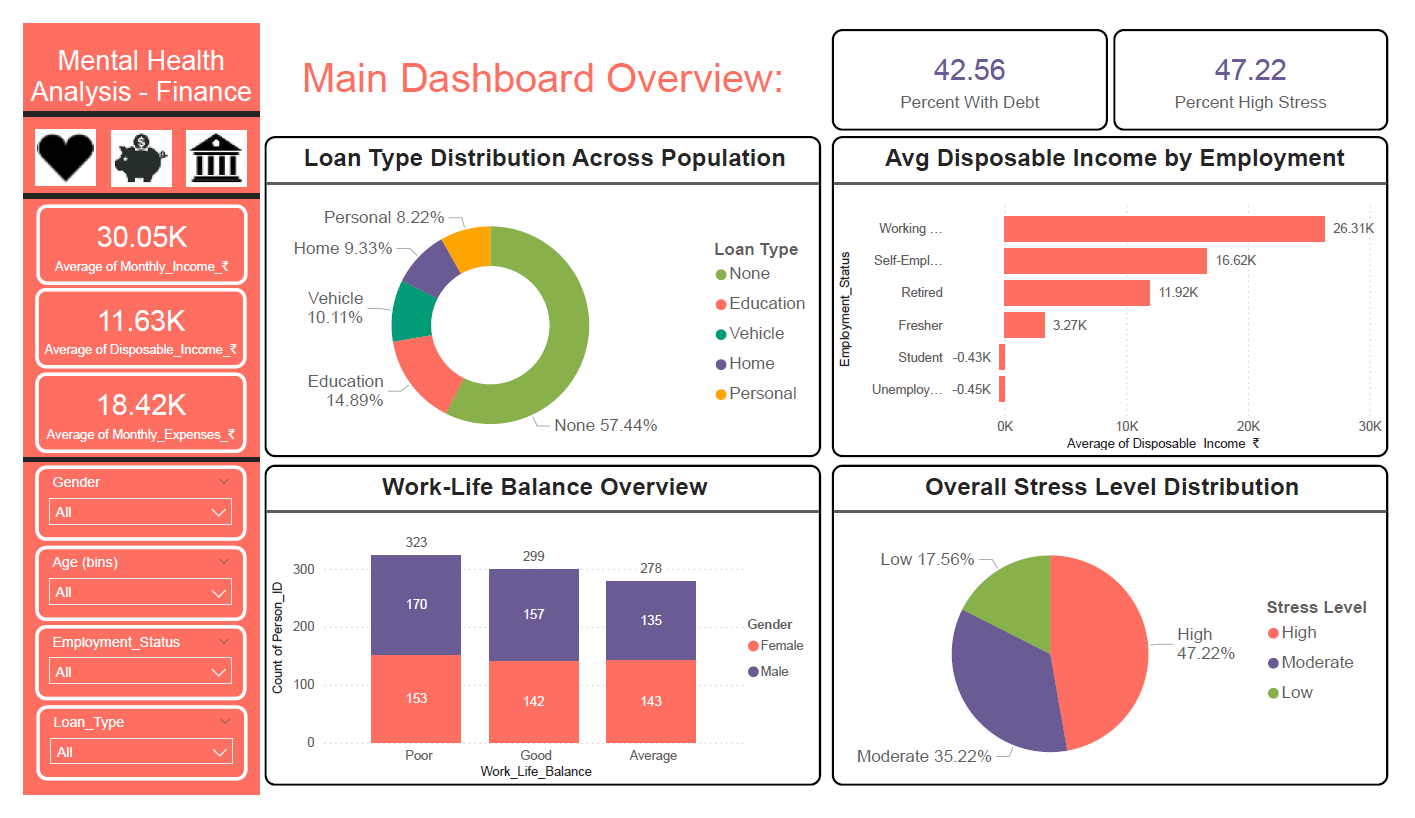 Mental Health
Analysis - Finance
30.05K
Average of Monthly_Income_₹
11.63K
Average of Disposable_Income_₹
18.42K
Average of Monthly_Expenses_₹
Gender
All
Age (bins)
All
Employment_Status
All
Loan_Type
All
Main Dashboard Overview:
42.56
Percent With Debt
47.22
Percent High Stress
Loan Type Distribution Across Population
Personal 8.22%
Home 9.33%
Vehicle
10.11%
Education
14.89%
None 57.44%
Loan Type
None
Education
Vehicle
Home
Personal
Avg Disposable Income by Employment
Employment_Status
Working ... 26.31K
Self-Empl... 16.62K
Retired 11.92K
Fresher 3.27K
Student -0.43K
Unemploy... -0.45K
0K 10K 20K 30K
Average of Disposable_Income_₹
Work-Life Balance Overview
Count of Person_ID
300
200
100
0
323
170
153
299
157
142
278
135
143
Poor Good Average
Work_Life_Balance
Gender
Female
Male
Overall Stress Level Distribution
Low 17.56%
High
47.22%
Moderate 35.22%
Stress Level
High
Moderate
Low